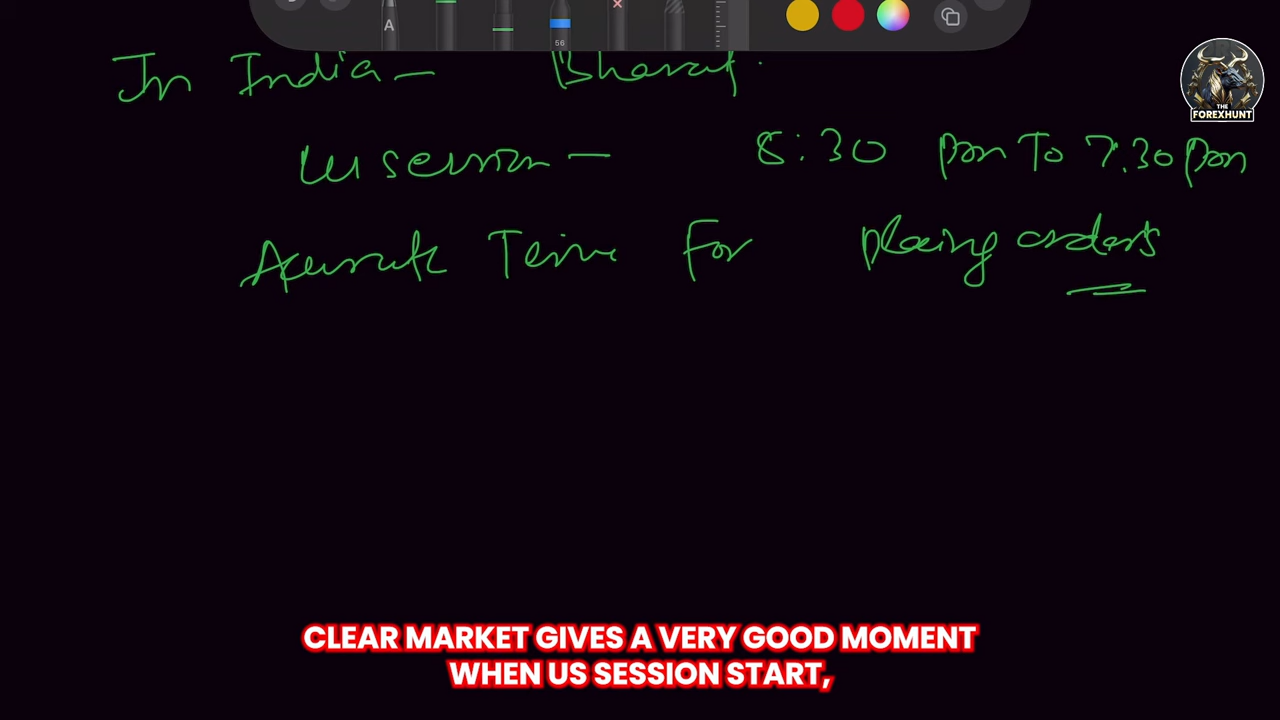 In India - Bharat.
us session - 8:30 pm To 7.30 pm
Accurate Time For placing orders
THE
FOREXHUNT
A
56
CLEAR MARKET GIVES A VERY GOOD MOMENT
WHEN US SESSION START,